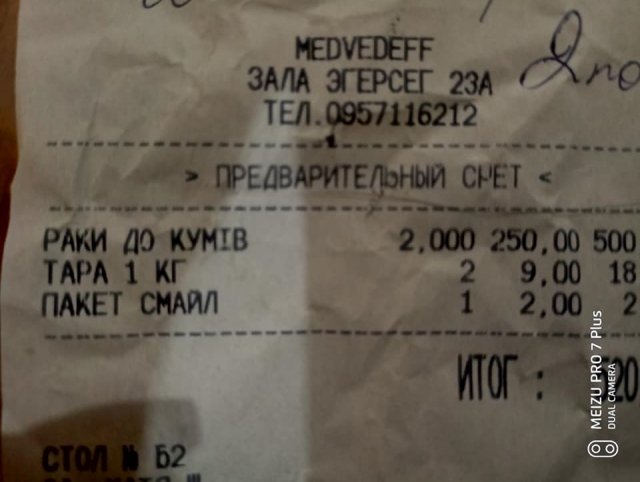 MEDVEDEFF
ЗАЛА ЭГЕРСЕГ 23А
ТЕЛ.0957116212
> ПРЕДВАРИТЕЛЬНЫЙ СЧЕТ <
РАКИ ДО КУМІВ 2,000 250,00 500
ТАРА 1 КГ 2 9,00 18
ПАКЕТ СМАЙЛ 1 2,00 2
ИТОГ : 520
СТОЛ № Б2
MEIZU PRO 7 Plus
DUAL CAMERA